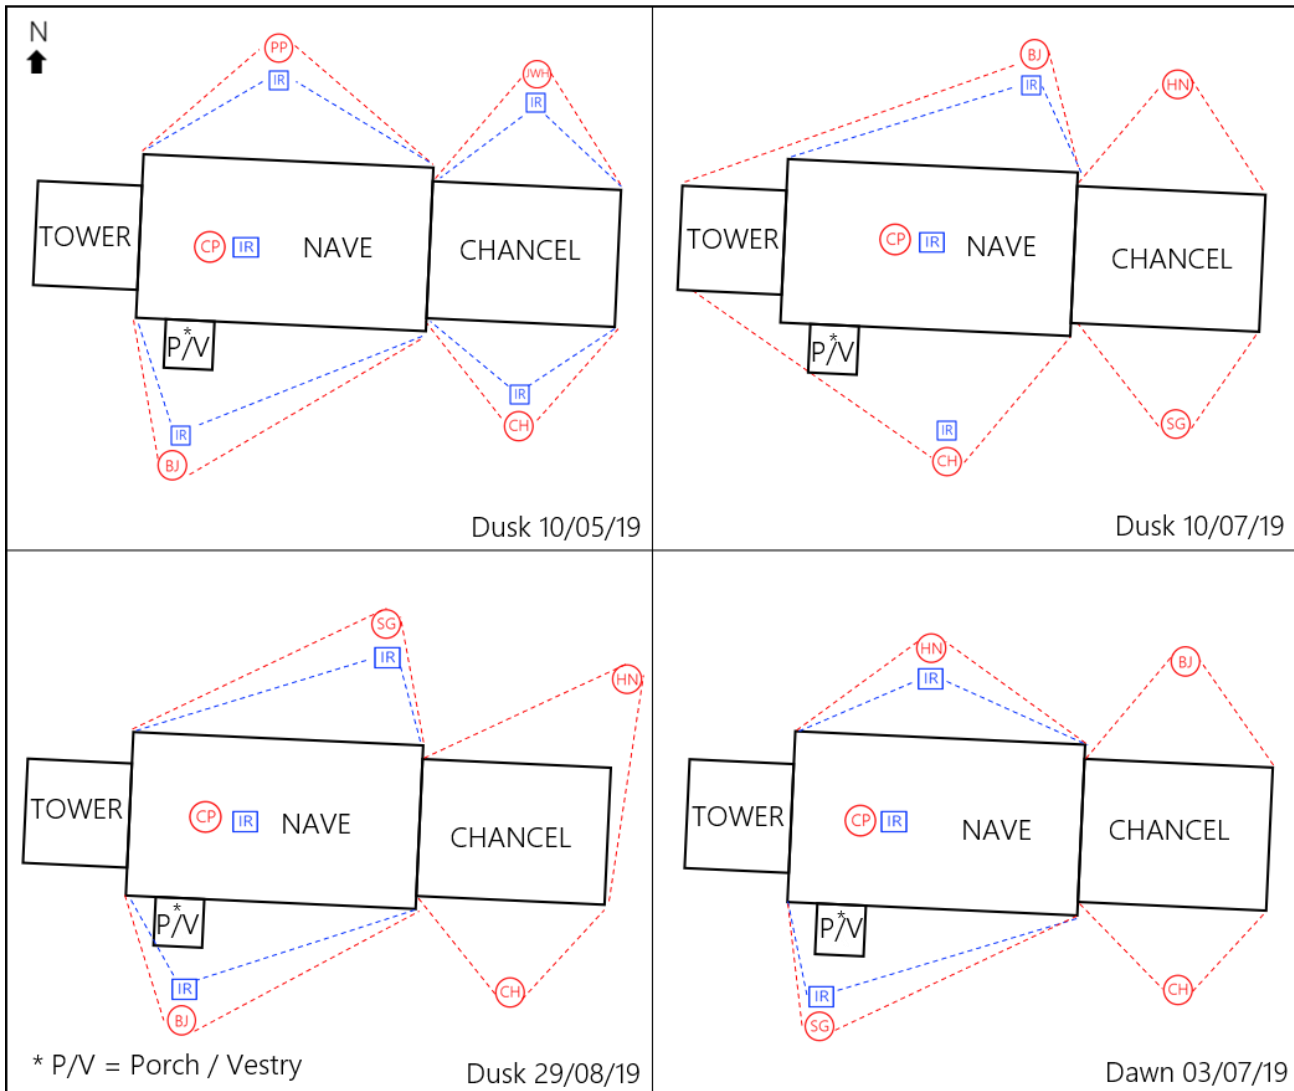 N
PP
IR
JWH
IR
TOWER
CP
IR
NAVE
CHANCEL
*
P/V
IR
BJ
IR
CH
Dusk 10/05/19
BJ
IR
HN
TOWER
CP
IR
NAVE
CHANCEL
*
P/V
IR
CH
SG
Dusk 10/07/19
SG
IR
HN
TOWER
CP
IR
NAVE
CHANCEL
*
P/V
IR
BJ
CH
* P/V = Porch / Vestry
Dusk 29/08/19
HN
IR
BJ
TOWER
CP
IR
NAVE
CHANCEL
*
P/V
IR
SG
CH
Dawn 03/07/19